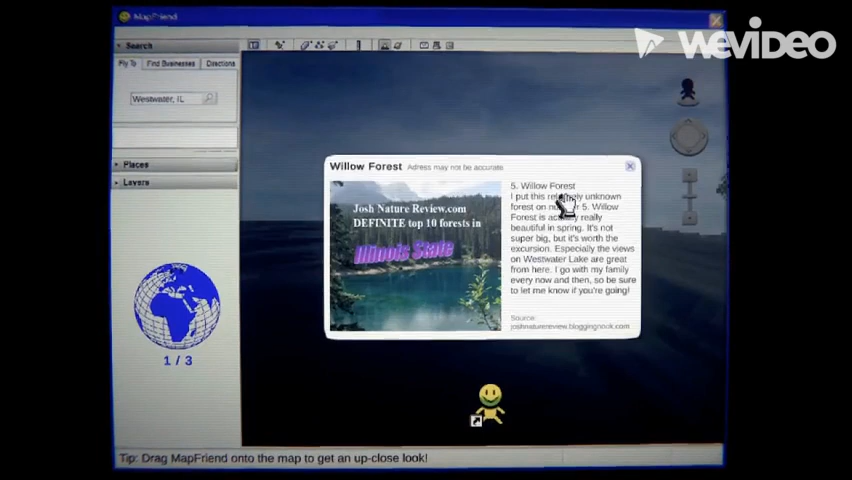 MapFriend
WeVideo
Search
Fly To Find Businesses Directions
Westwater, IL
Places
Layers
1 / 3
Willow Forest Adress may not be accurate
Josh Nature Review.com
DEFINITE top 10 forests in
Illinois State
5. Willow Forest
I put this unknown
forest on 5. Willow
Forest is actually really
beautiful in spring. It's not
super big, but it's worth the
excursion. Especially the views
on Westwater Lake are great
from here. I go with my family
every now and then, so be sure
to let me know if you're going!
Source:
joshnaturereview.bloggingnook.com
Tip: Drag MapFriend onto the map to get an up-close look!